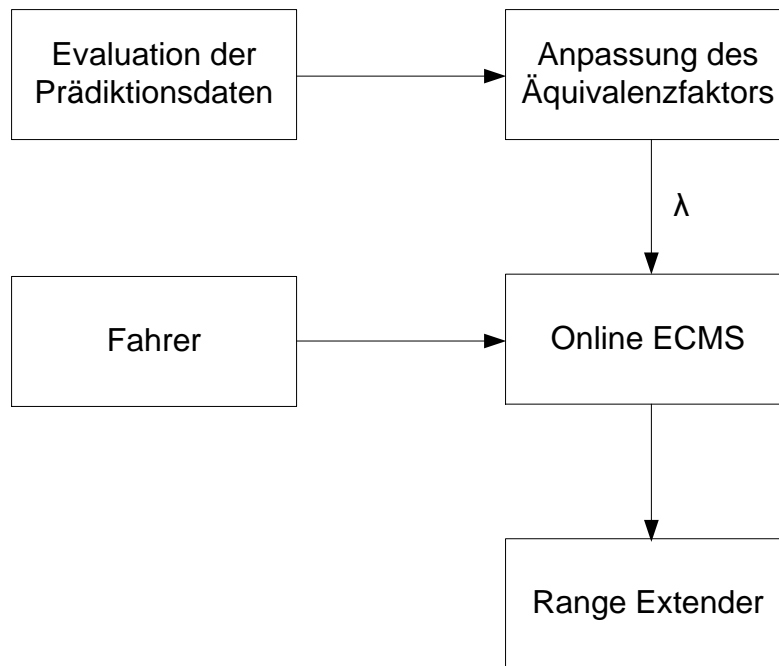 Evaluation der
Prädiktionsdaten
Anpassung des
Äquivalenzfaktors
λ
Fahrer
Online ECMS
Range Extender